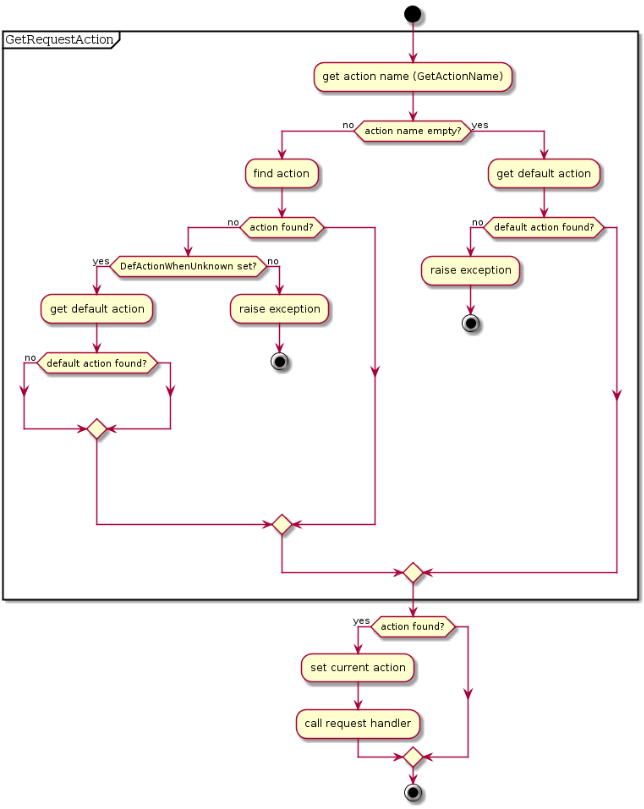 GetRequestAction
get action name (GetActionName)
no
action name empty?
yes
find action
get default action
no
action found?
no
default action found?
yes
DefActionWhenUnknown set?
no
raise exception
get default action
raise exception
no
default action found?
yes
action found?
set current action
call request handler